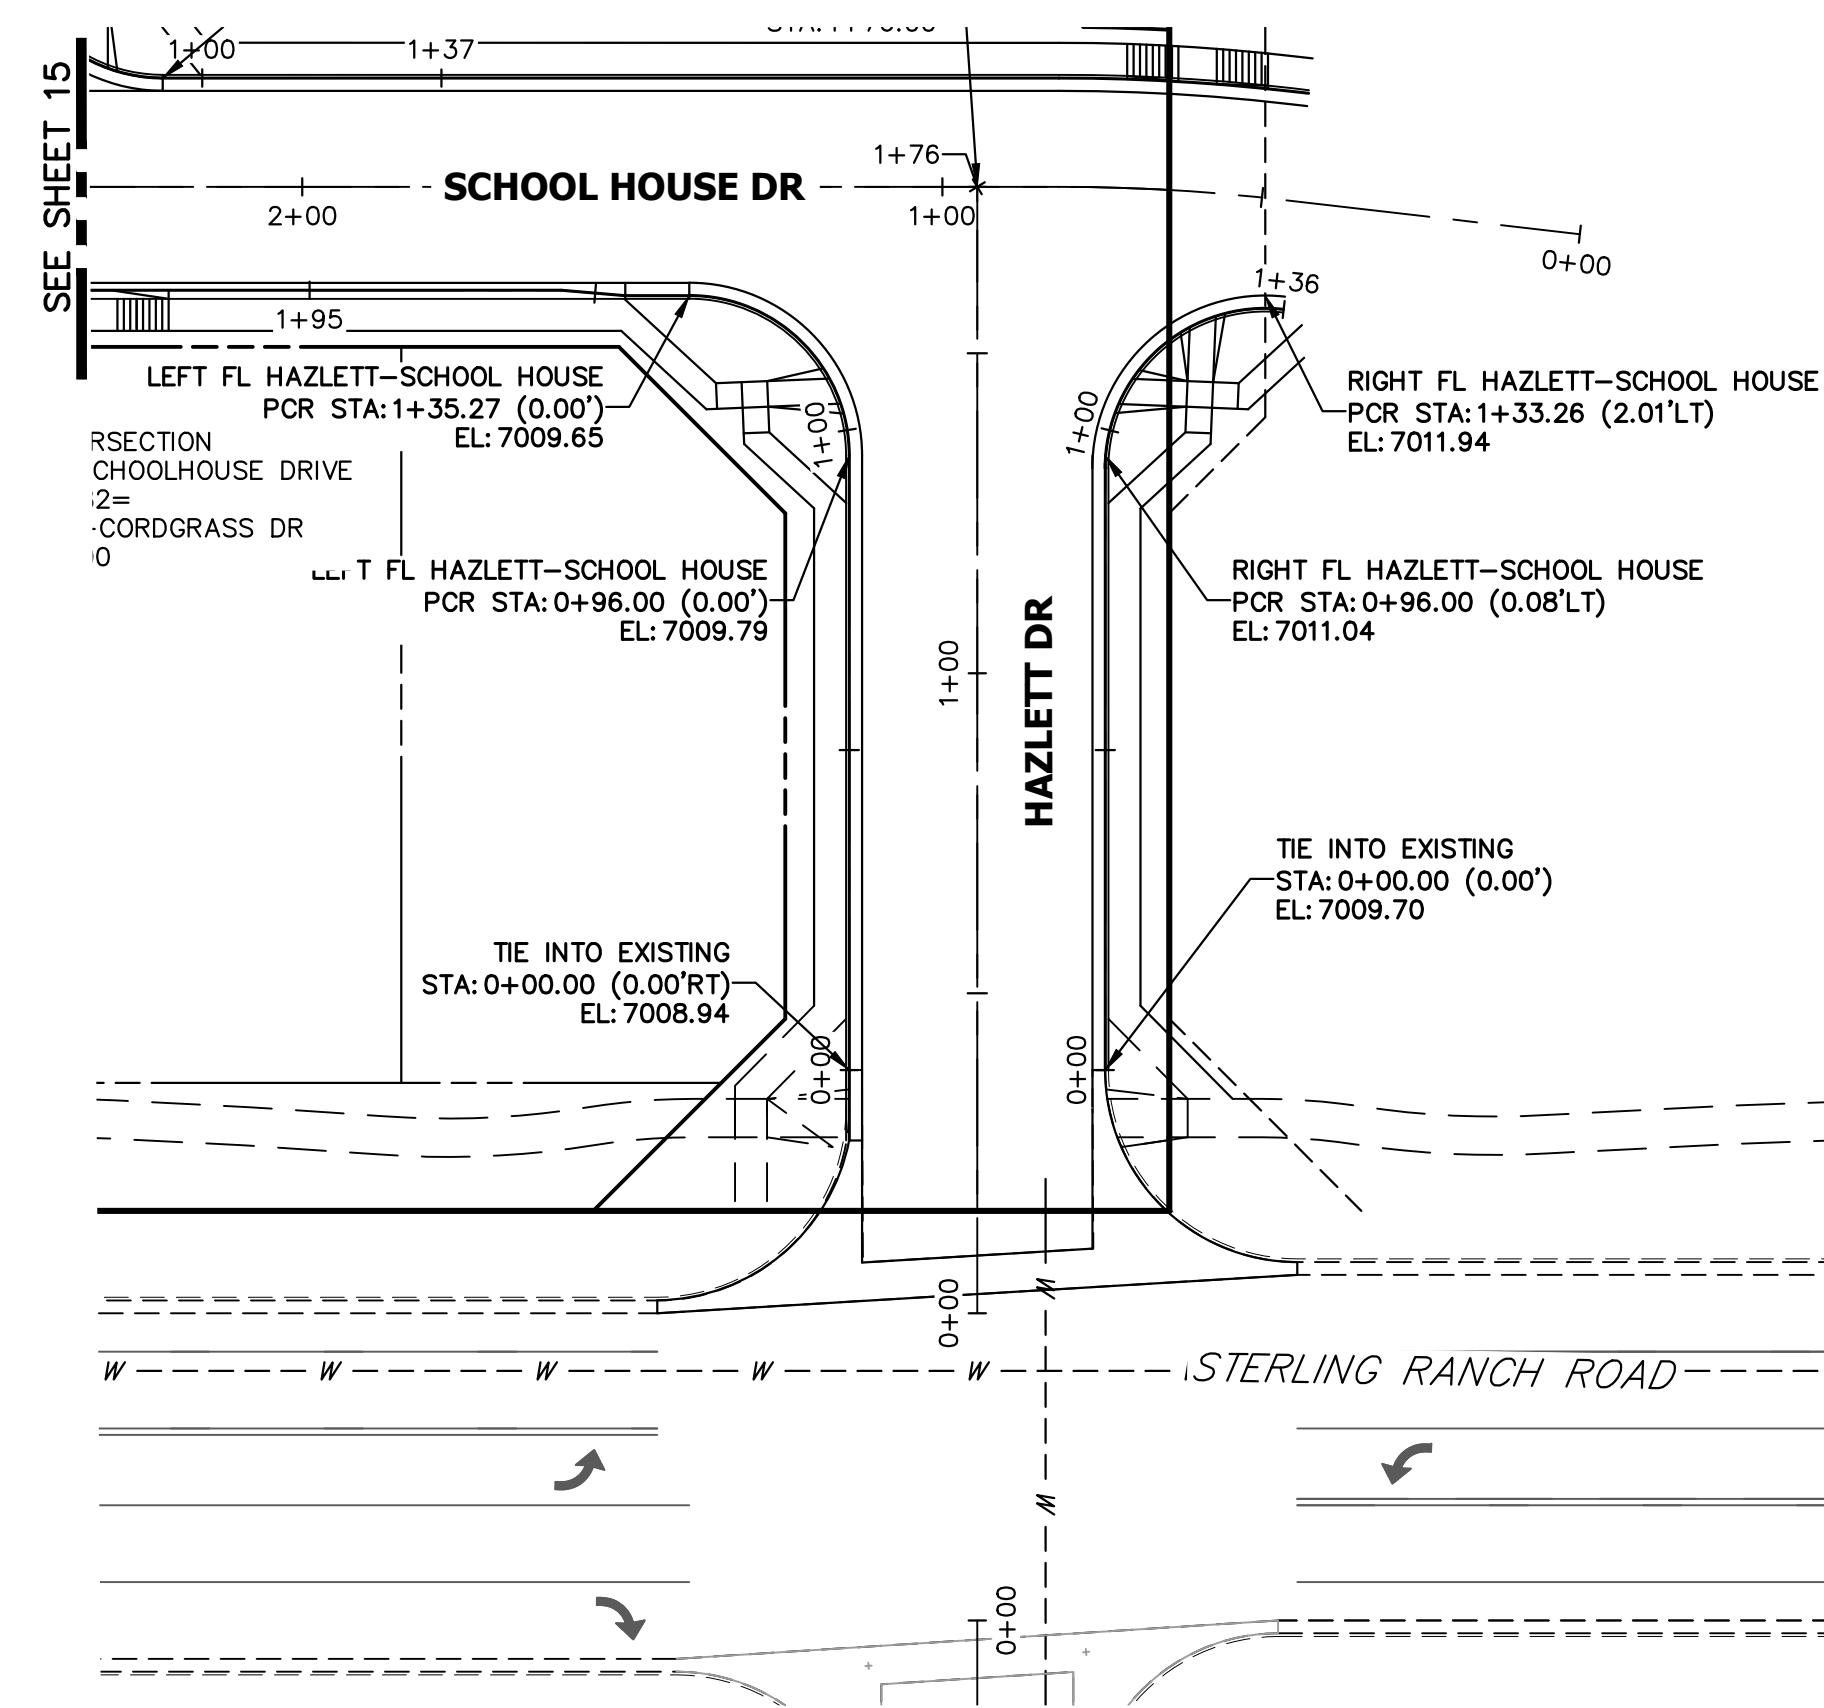 1+00
1+37
SEE SHEET 15
1+76
SCHOOL HOUSE DR
2+00
1+00
0+00
1+36
1+95
LEFT FL HAZLETT-SCHOOL HOUSE
PCR STA: 1+35.27 (0.00')
EL: 7009.65
RIGHT FL HAZLETT-SCHOOL HOUSE
PCR STA: 1+33.26 (2.01'LT)
EL: 7011.94
1+00
1+00
RSECTION
CHOOLHOUSE DRIVE
2=
-CORDGRASS DR
0
LEFT FL HAZLETT-SCHOOL HOUSE
PCR STA: 0+96.00 (0.00')
EL: 7009.79
RIGHT FL HAZLETT-SCHOOL HOUSE
PCR STA: 0+96.00 (0.08'LT)
EL: 7011.04
1+00
HAZLETT DR
TIE INTO EXISTING
STA: 0+00.00 (0.00')
EL: 7009.70
TIE INTO EXISTING
STA: 0+00.00 (0.00'RT)
EL: 7008.94
0+00
0+00
0+00
W
W W W W W STERLING RANCH ROAD
W
0+00